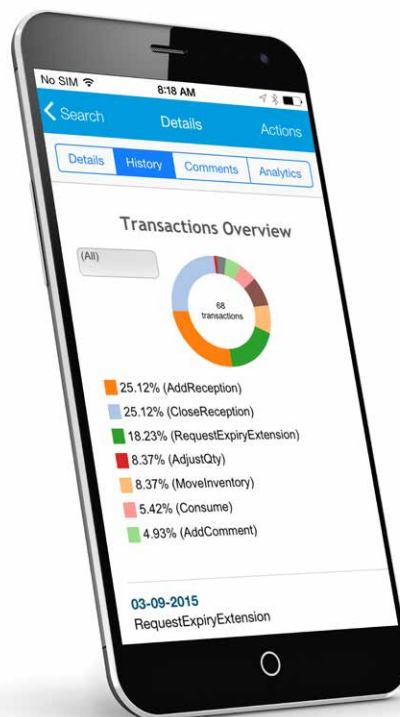 No SIM 8:18 AM
Search Details Actions
Details History Comments Analytics
Transactions Overview
(All)
68
transactions
25.12% (AddReception)
25.12% (CloseReception)
18.23% (RequestExpiryExtension)
8.37% (AdjustQty)
8.37% (MoveInventory)
5.42% (Consume)
4.93% (AddComment)
03-09-2015
RequestExpiryExtension